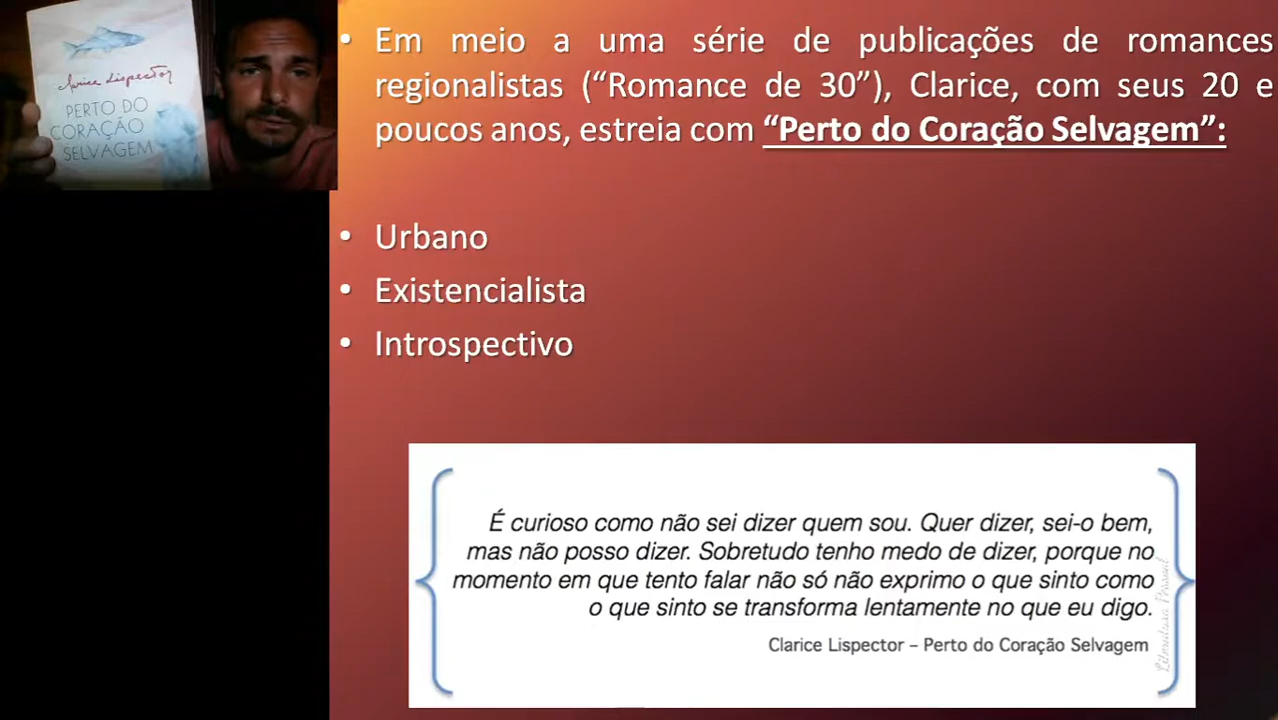 Clarice Lispector
PERTO DO
CORAÇÃO
SELVAGEM
• Em meio a uma série de publicações de romances
regionalistas (“Romance de 30”), Clarice, com seus 20 e
poucos anos, estreia com “Perto do Coração Selvagem”:
• Urbano
• Existencialista
• Introspectivo
É curioso como não sei dizer quem sou. Quer dizer, sei-o bem,
mas não posso dizer. Sobretudo tenho medo de dizer, porque no
momento em que tento falar não só não exprimo o que sinto como
o que sinto se transforma lentamente no que eu digo.
Clarice Lispector – Perto do Coração Selvagem